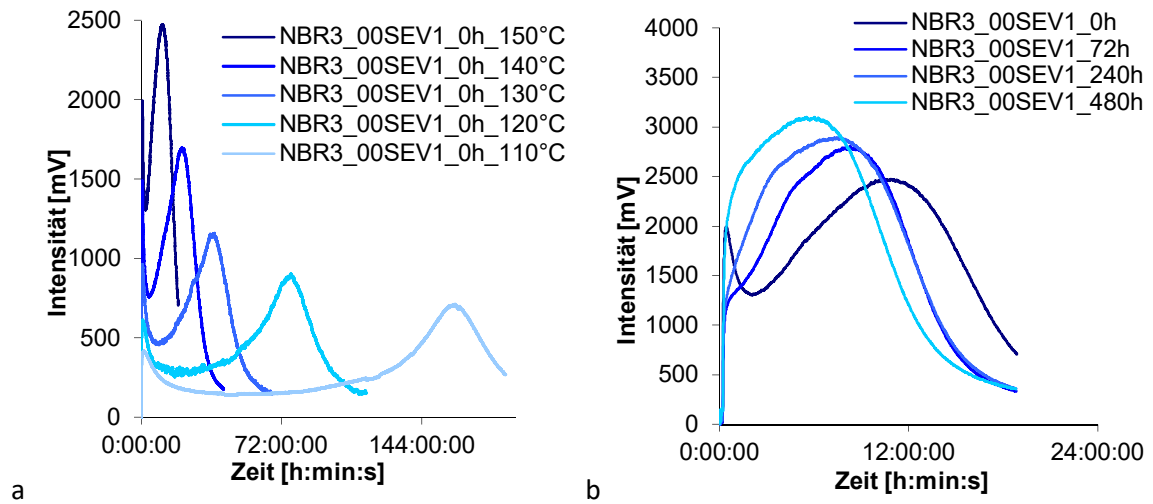 2500
2000
1500
1000
500
0
Intensität [mV]
NBR3_00SEV1_0h_150°C
NBR3_00SEV1_0h_140°C
NBR3_00SEV1_0h_130°C
NBR3_00SEV1_0h_120°C
NBR3_00SEV1_0h_110°C
0:00:00 72:00:00 144:00:00
Zeit [h:min:s]
a
4000
3500
3000
2500
2000
1500
1000
500
0
Intensität [mV]
NBR3_00SEV1_0h
NBR3_00SEV1_72h
NBR3_00SEV1_240h
NBR3_00SEV1_480h
0:00:00 12:00:00 24:00:00
Zeit [h:min:s]
b